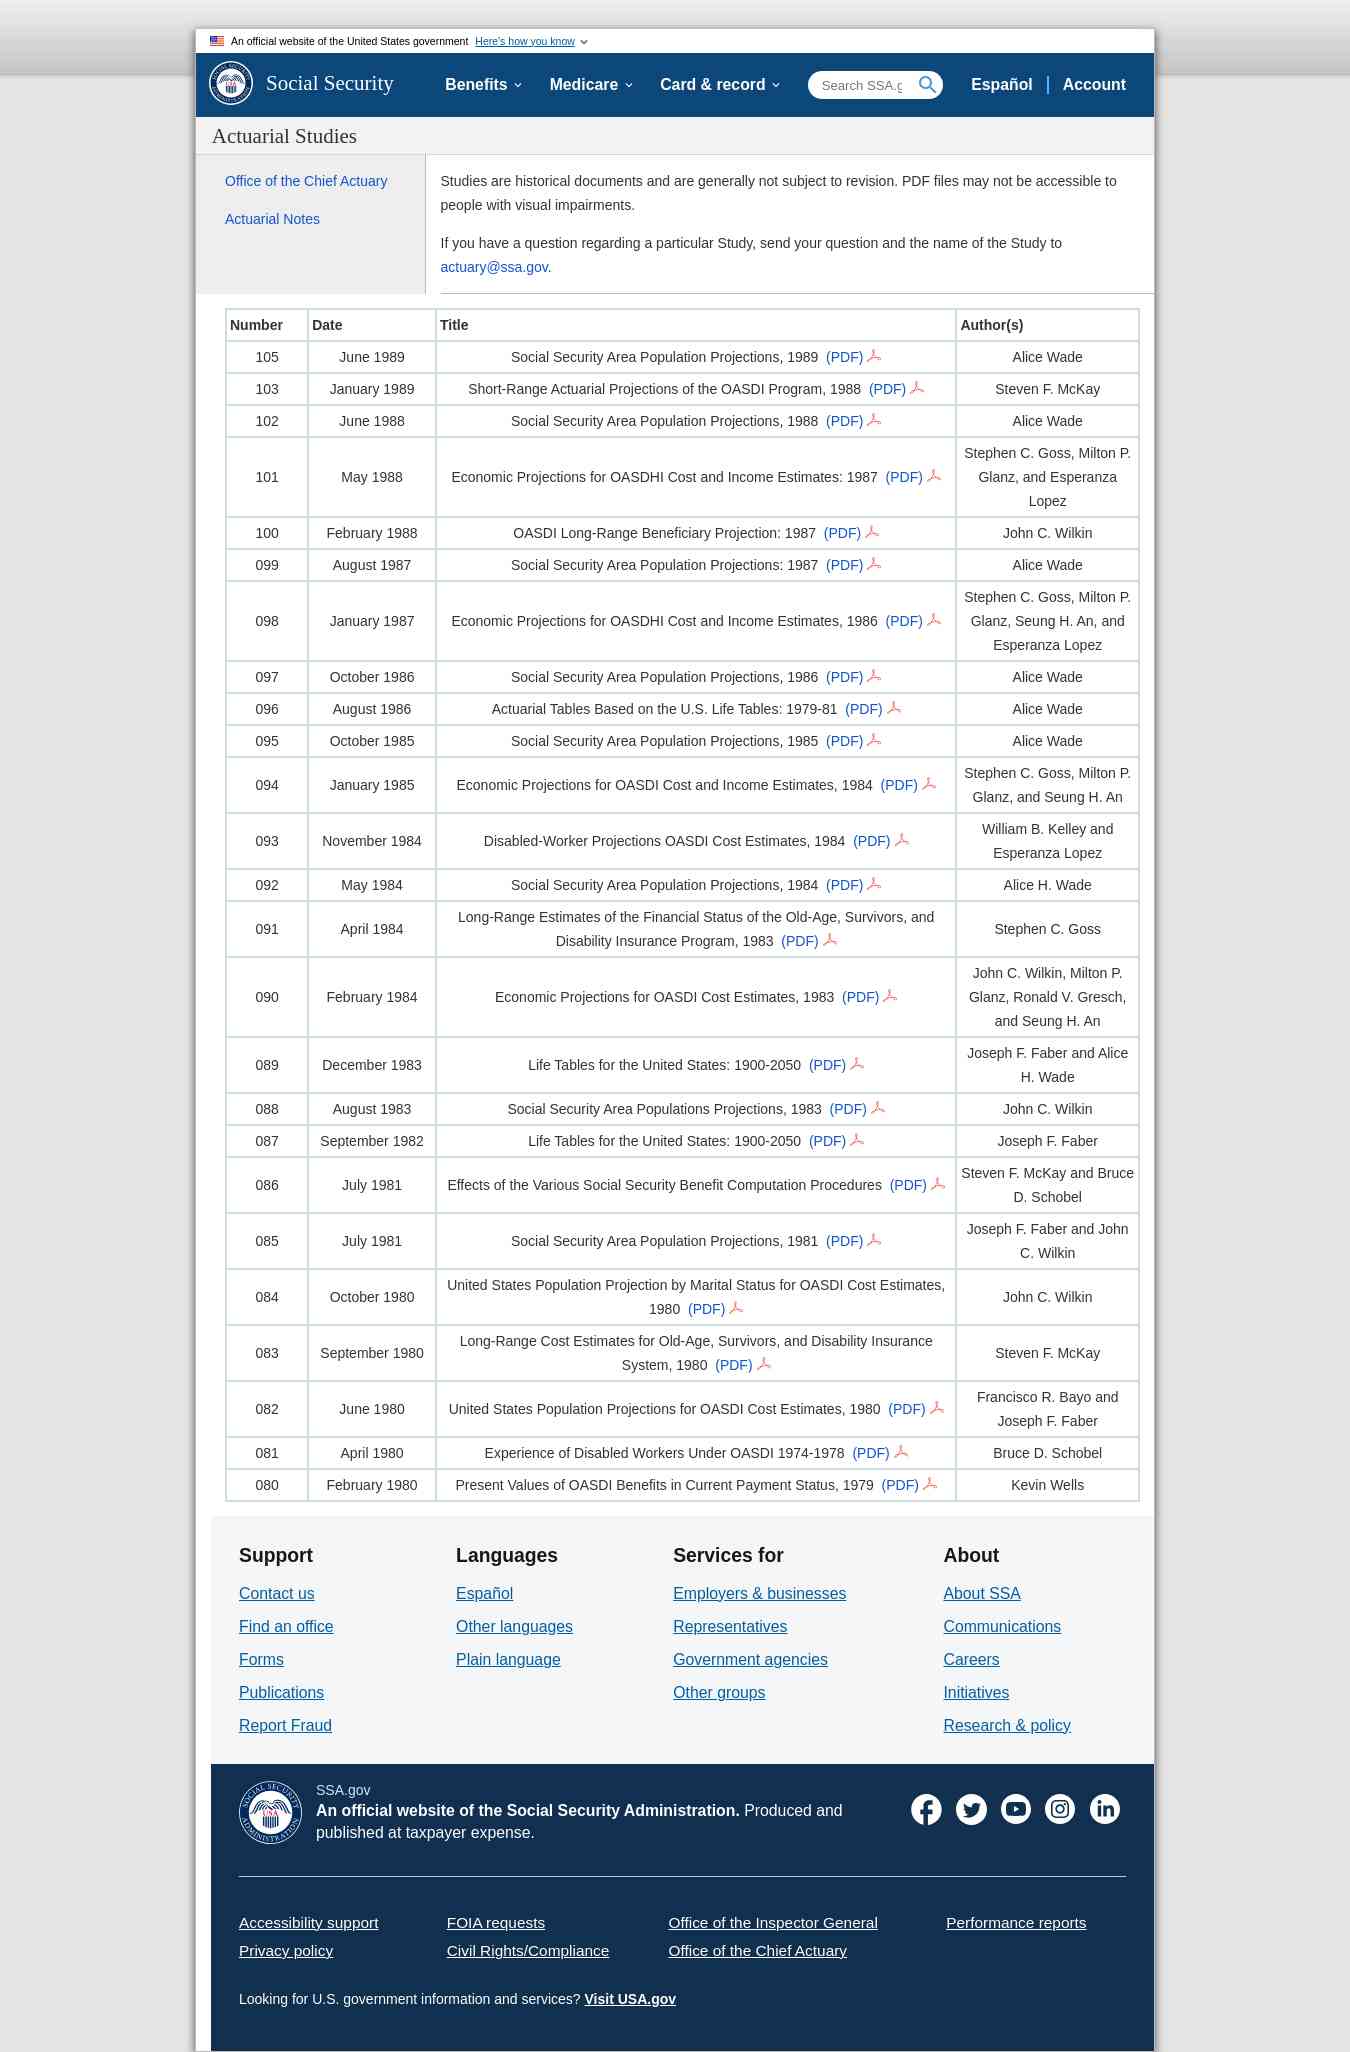 An official website of the United States government Here's how you know
Social Security
Benefits
Medicare
Card & record
Search SSA.g
Español
Account
Actuarial Studies
Office of the Chief Actuary
Actuarial Notes
Studies are historical documents and are generally not subject to revision. PDF files may not be accessible to
people with visual impairments.
If you have a question regarding a particular Study, send your question and the name of the Study to
actuary@ssa.gov.
Number Date Title Author(s)
105 June 1989 Social Security Area Population Projections, 1989 (PDF) Alice Wade
103 January 1989 Short-Range Actuarial Projections of the OASDI Program, 1988 (PDF) Steven F. McKay
102 June 1988 Social Security Area Population Projections, 1988 (PDF) Alice Wade
101 May 1988 Economic Projections for OASDHI Cost and Income Estimates: 1987 (PDF) Stephen C. Goss, Milton P.
Glanz, and Esperanza
Lopez
100 February 1988 OASDI Long-Range Beneficiary Projection: 1987 (PDF) John C. Wilkin
099 August 1987 Social Security Area Population Projections: 1987 (PDF) Alice Wade
098 January 1987 Economic Projections for OASDHI Cost and Income Estimates, 1986 (PDF) Stephen C. Goss, Milton P.
Glanz, Seung H. An, and
Esperanza Lopez
097 October 1986 Social Security Area Population Projections, 1986 (PDF) Alice Wade
096 August 1986 Actuarial Tables Based on the U.S. Life Tables: 1979-81 (PDF) Alice Wade
095 October 1985 Social Security Area Population Projections, 1985 (PDF) Alice Wade
094 January 1985 Economic Projections for OASDI Cost and Income Estimates, 1984 (PDF) Stephen C. Goss, Milton P.
Glanz, and Seung H. An
093 November 1984 Disabled-Worker Projections OASDI Cost Estimates, 1984 (PDF) William B. Kelley and
Esperanza Lopez
092 May 1984 Social Security Area Population Projections, 1984 (PDF) Alice H. Wade
091 April 1984 Long-Range Estimates of the Financial Status of the Old-Age, Survivors, and
Disability Insurance Program, 1983 (PDF) Stephen C. Goss
090 February 1984 Economic Projections for OASDI Cost Estimates, 1983 (PDF) John C. Wilkin, Milton P.
Glanz, Ronald V. Gresch,
and Seung H. An
089 December 1983 Life Tables for the United States: 1900-2050 (PDF) Joseph F. Faber and Alice
H. Wade
088 August 1983 Social Security Area Populations Projections, 1983 (PDF) John C. Wilkin
087 September 1982 Life Tables for the United States: 1900-2050 (PDF) Joseph F. Faber
086 July 1981 Effects of the Various Social Security Benefit Computation Procedures (PDF) Steven F. McKay and Bruce
D. Schobel
085 July 1981 Social Security Area Population Projections, 1981 (PDF) Joseph F. Faber and John
C. Wilkin
084 October 1980 United States Population Projection by Marital Status for OASDI Cost Estimates,
1980 (PDF) John C. Wilkin
083 September 1980 Long-Range Cost Estimates for Old-Age, Survivors, and Disability Insurance
System, 1980 (PDF) Steven F. McKay
082 June 1980 United States Population Projections for OASDI Cost Estimates, 1980 (PDF) Francisco R. Bayo and
Joseph F. Faber
081 April 1980 Experience of Disabled Workers Under OASDI 1974-1978 (PDF) Bruce D. Schobel
080 February 1980 Present Values of OASDI Benefits in Current Payment Status, 1979 (PDF) Kevin Wells
Support
Contact us
Find an office
Forms
Publications
Report Fraud
Languages
Español
Other languages
Plain language
Services for
Employers & businesses
Representatives
Government agencies
Other groups
About
About SSA
Communications
Careers
Initiatives
Research & policy
SOCIAL SECURITY
USA
ADMINISTRATION
SSA.gov
An official website of the Social Security Administration. Produced and
published at taxpayer expense.
Accessibility support
Privacy policy
FOIA requests
Civil Rights/Compliance
Office of the Inspector General
Office of the Chief Actuary
Performance reports
Looking for U.S. government information and services? Visit USA.gov